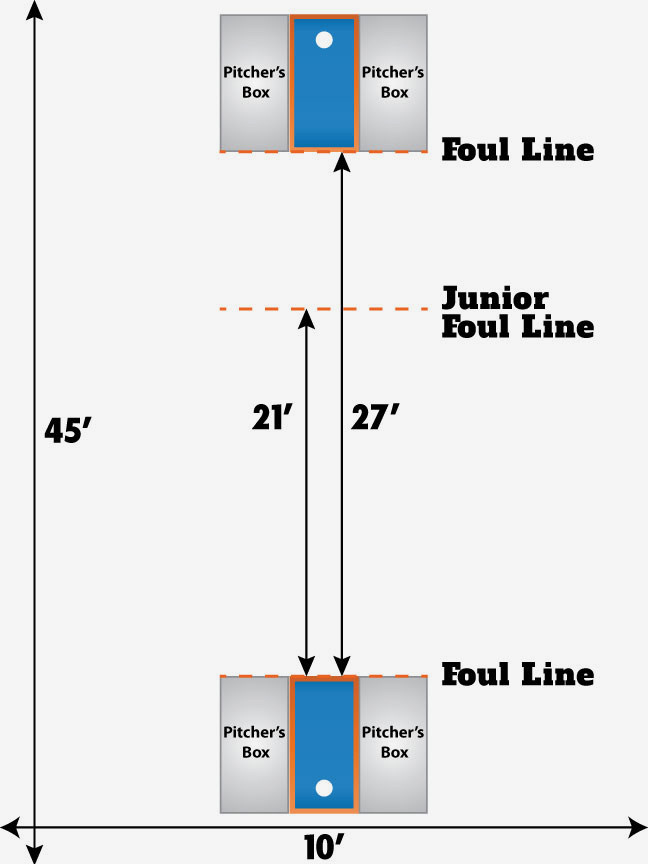 Pitcher's
Box
Pitcher's
Box
Foul Line
Junior
Foul Line
21'
27'
45'
Foul Line
Pitcher's
Box
Pitcher's
Box
10'